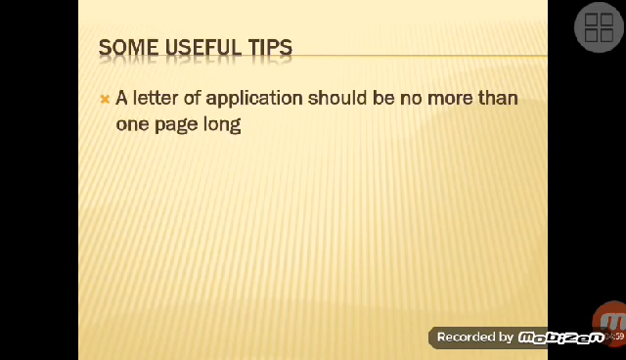 SOME USEFUL TIPS
A letter of application should be no more than
one page long
Recorded by mobizen